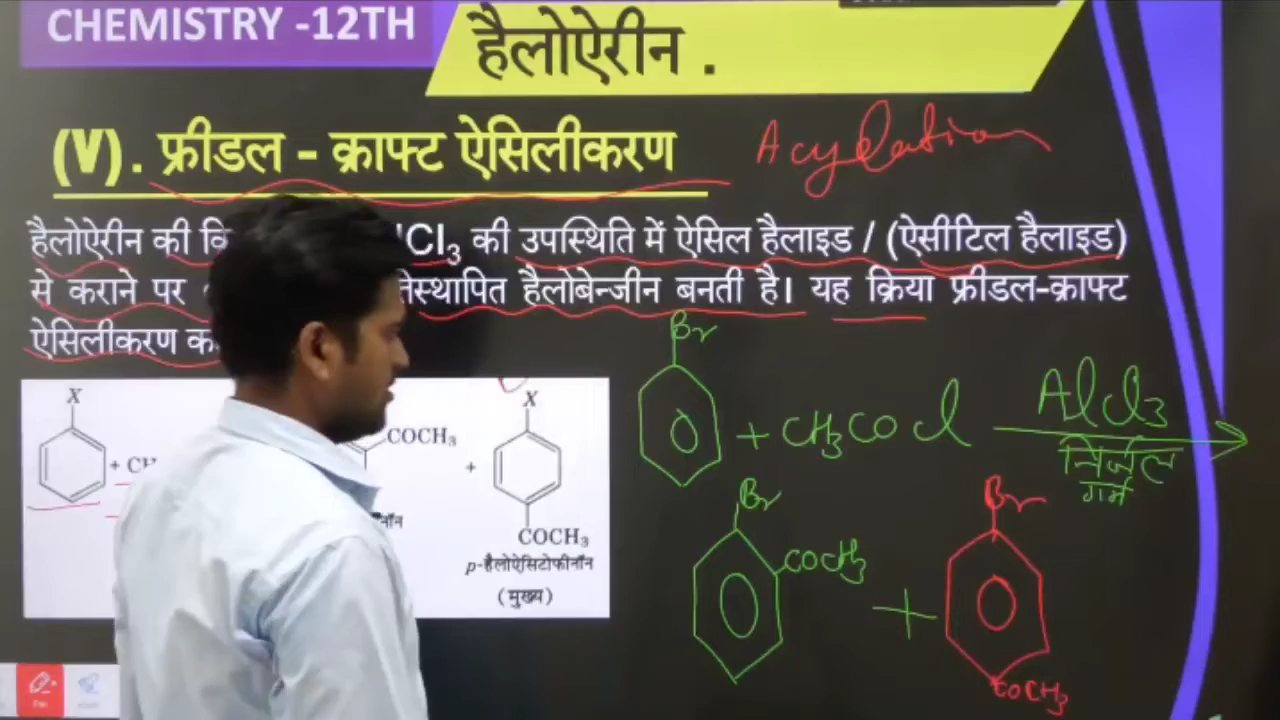 CHEMISTRY -12TH
हैलोऐरीन .
(V). फ्रीडल - क्राफ्ट ऐसिलीकरण
Acylation
हैलोऐरीन की Cl₃ की उपस्थिति में ऐसिल हैलाइड / (ऐसीटिल हैलाइड)
से कराने पर हैलोबेन्जीन बनती है। यह क्रिया फ्रीडल-क्राफ्ट
ऐसिलीकरण
Br
+ CH₃COCl AlCl₃
निर्जल
गर्म
X
+ CH
COCH₃
+
X
COCH₃
p-हैलोऐसिटोफीनॉन
(मुख्य)
Br
COCH₃
+
Br
COCH₃